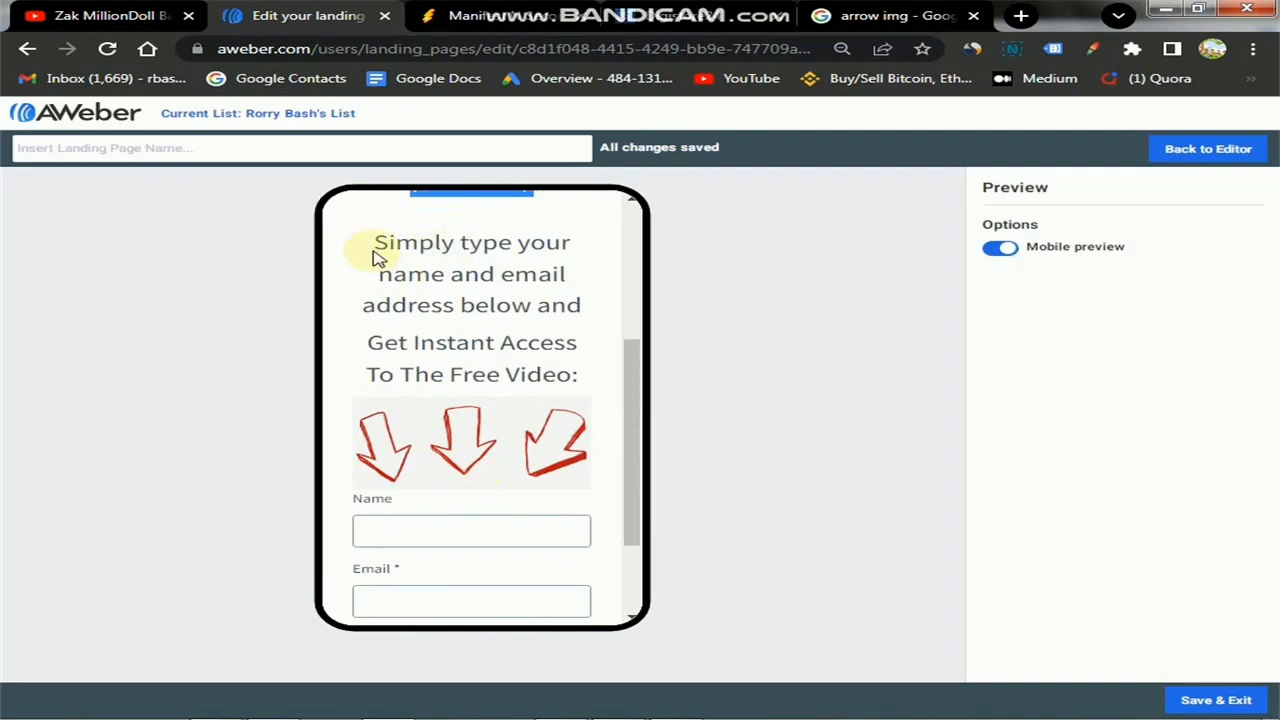 Zak MillionDoll Ba
Edit your landing
Manif
www.BANDICAM.com
arrow img - Goog
aweber.com/users/landing_pages/edit/c8d1f048-4415-4249-bb9e-747709a...
Inbox (1,669) - rbas...
Google Contacts
Google Docs
Overview - 484-131...
YouTube
Buy/Sell Bitcoin, Eth...
Medium
(1) Quora
AWeber
Current List: Rorry Bash's List
Insert Landing Page Name...
All changes saved
Back to Editor
Preview
Options
Mobile preview
Simply type your
name and email
address below and
Get Instant Access
To The Free Video:
Name
Email *
Save & Exit